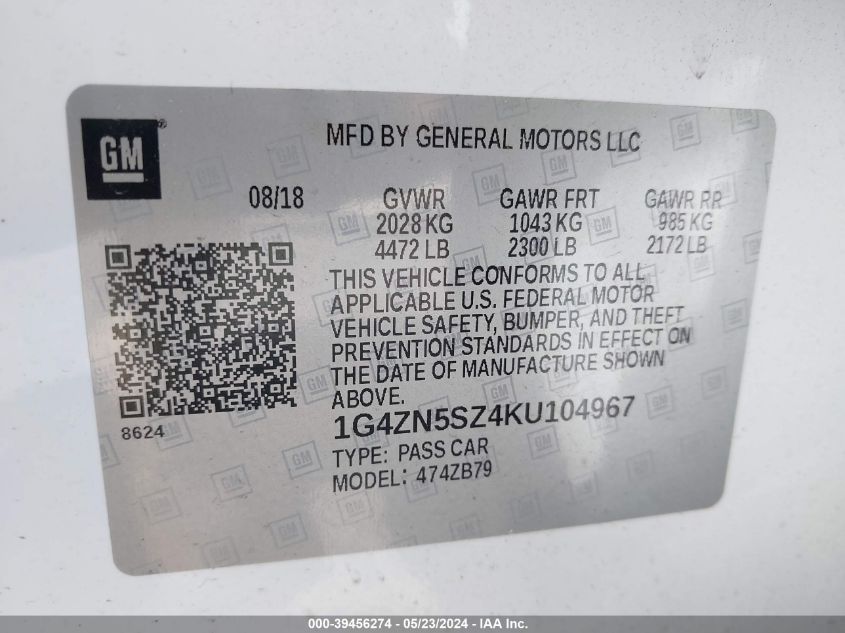 GM
MFD BY GENERAL MOTORS LLC
08/18 GVWR GAWR FRT GAWR RR
2028 KG 1043 KG 985 KG
4472 LB 2300 LB 2172 LB
THIS VEHICLE CONFORMS TO ALL
APPLICABLE U.S. FEDERAL MOTOR
VEHICLE SAFETY, BUMPER, AND THEFT
PREVENTION STANDARDS IN EFFECT ON
THE DATE OF MANUFACTURE SHOWN
ABOVE.
8624
1G4ZN5SZ4KU104967
TYPE: PASS CAR
MODEL: 474ZB79
000-39456274 - 05/23/2024 - IAA Inc.